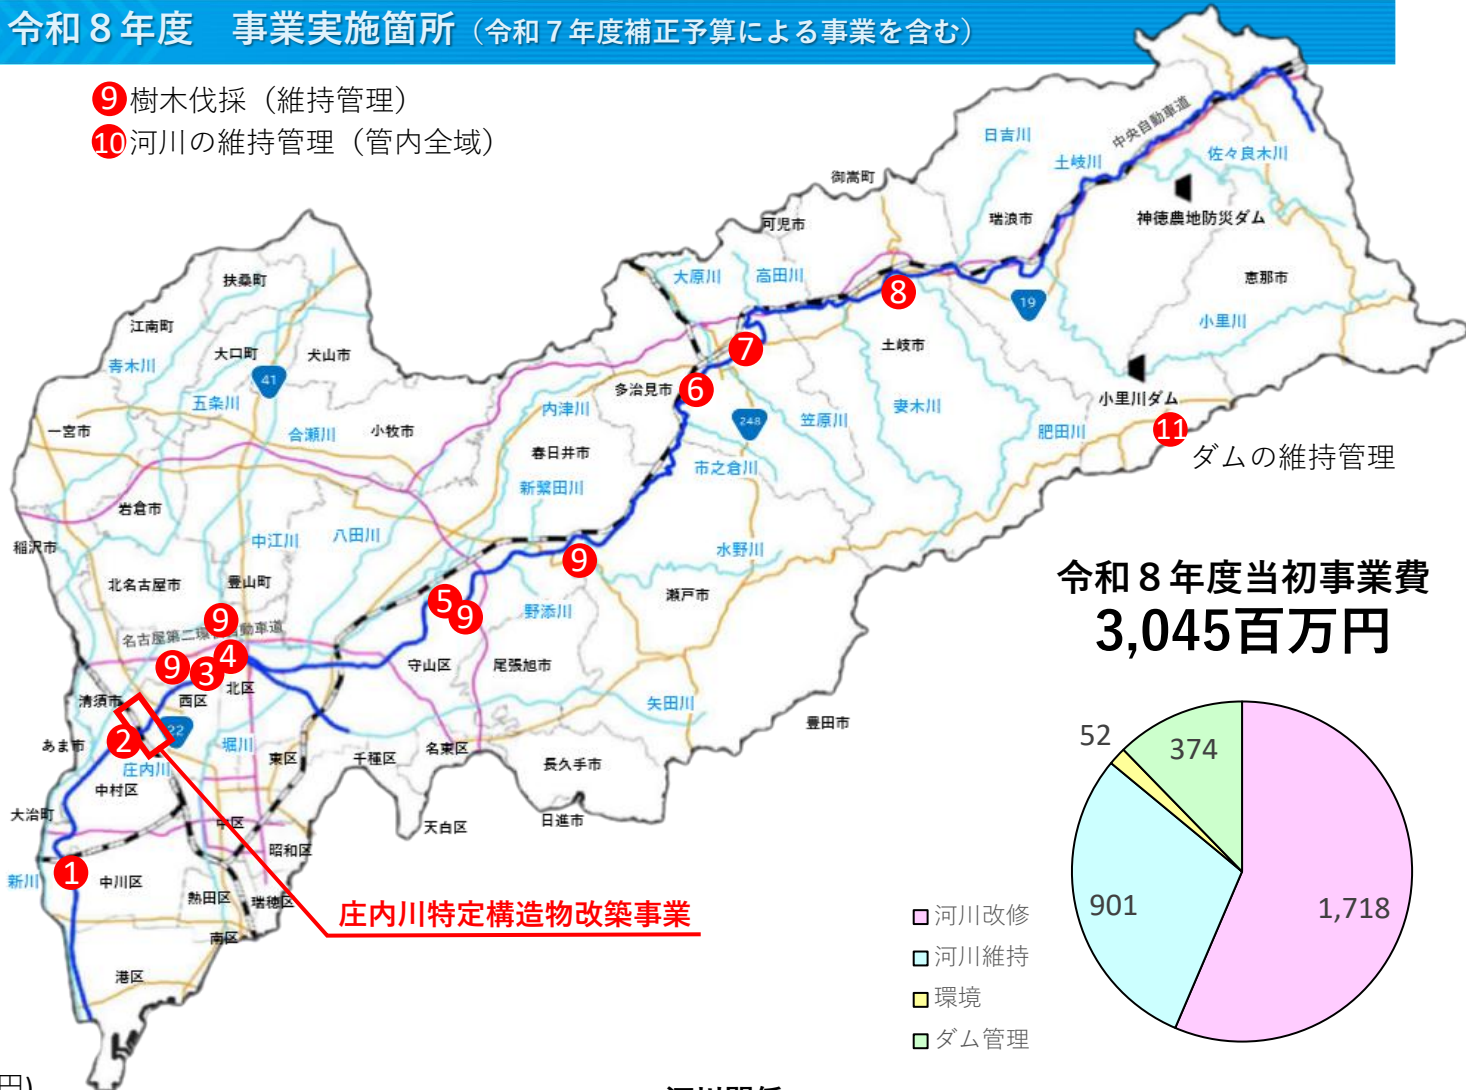 令和８年度　事業実施箇所（令和７年度補正予算による事業を含む）
9 樹木伐採（維持管理）
10 河川の維持管理（管内全域）
中央自動車道
日吉川
土岐川
佐々良木川
御嵩町
神徳農地防災ダム
瑞浪市
可児市
扶桑町
大原川
高田川
恵那市
8
19
小里川
江南町
大口町
犬山市
青木川
7
土岐市
41
6
多治見市
小里川ダム
五条川
内津川
248
笠原川
妻木川
一宮市
合瀬川
小牧市
肥田川
11
ダムの維持管理
春日井市
市之倉川
新繁田川
岩倉市
稲沢市
中江川
八田川
水野川
9
北名古屋市
豊山町
瀬戸市
5
9
野添川
9
名古屋第二環状自動車道
4
9
3
守山区
尾張旭市
北区
清須市
西区
矢田川
豊田市
22
2
あま市
堀川
名東区
東区
千種区
庄内川
長久手市
中村区
大治町
中区
天白区
日進市
昭和区
1
新川
中川区
熱田区
瑞穂区
庄内川特定構造物改築事業
南区
港区
令和８年度当初事業費
3,045百万円
52
374
901
1,718
河川改修
河川維持
環境
ダム管理
円)
河川関係